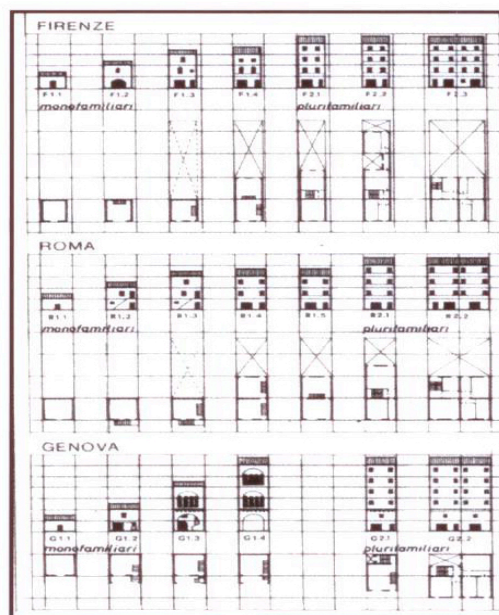 FIRENZE
F1.1 F1.2 F1.3 F1.4 F2.1 F2.2 F2.3
monofamiliari plurifamiliari
ROMA
R1.1 R1.2 R1.3 R1.4 R1.5 R2.1 R2.2
monofamiliari plurifamiliari
GENOVA
G1.1 G1.2 G1.3 G1.4 G2.1 G2.2
monofamiliari plurifamiliari